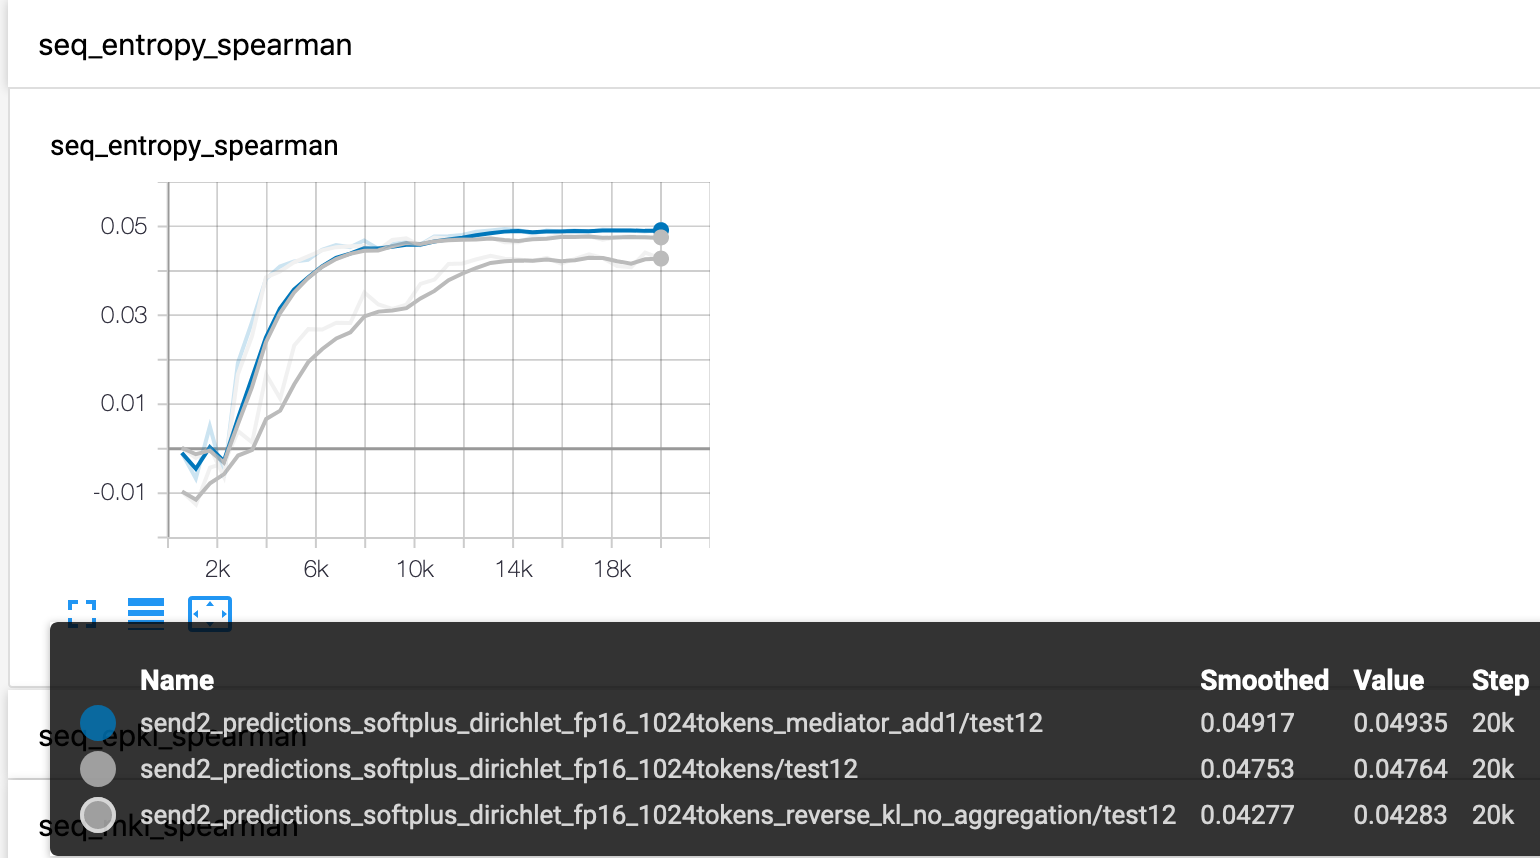 seq_entropy_spearman
seq_entropy_spearman
0.05
0.03
0.01
-0.01
2k 6k 10k 14k 18k
Name Smoothed Value Step
send2_predictions_softplus_dirichlet_fp16_1024tokens_mediator_add1/test12 0.04917 0.04935 20k
seq_epkl_spearman
send2_predictions_softplus_dirichlet_fp16_1024tokens/test12 0.04753 0.04764 20k
send2_predictions_softplus_dirichlet_fp16_1024tokens_reverse_kl_no_aggregation/test12 0.04277 0.04283 20k
seq_mkl_spearman